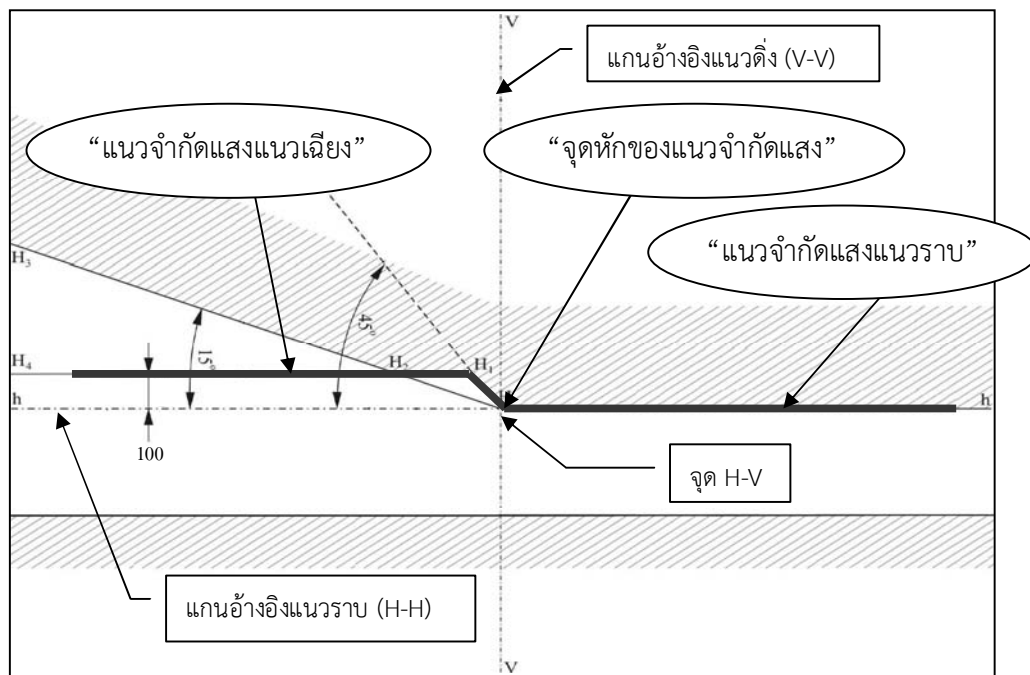 V
แกนอ้างอิงแนวดิ่ง (V-V)
“แนวจำกัดแสงแนวเฉียง”
“จุดหักของแนวจำกัดแสง”
“แนวจำกัดแสงแนวราบ”
H3
45°
15°
H4
H2
H1
h
h
100
จุด H-V
แกนอ้างอิงแนวราบ (H-H)
V